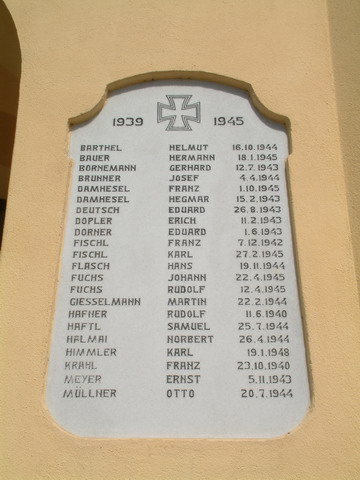 1939 1945
BARTHEL HELMUT 16.10.1944
BAUER HERMANN 18.1.1945
BORNEMANN GERHARD 12.7.1943
BRUNNER JOSEF 4.4.1944
DAMHESEL FRANZ 1.10.1945
DAMHESEL HEGMAR 15.2.1943
DEUTSCH EDUARD 26.8.1943
DOPLER ERICH 11.2.1943
DORNER EDUARD 1.6.1943
FISCHL FRANZ 7.12.1942
FISCHL KARL 27.2.1945
FLASCH HANS 19.11.1944
FUCHS JOHANN 22.4.1945
FUCHS RUDOLF 12.4.1945
GIESSELMANN MARTIN 22.2.1944
HAFNER RUDOLF 11.6.1940
HAFTL SAMUEL 25.7.1944
HALMAI NORBERT 26.4.1944
HIMMLER KARL 19.1.1948
KRAHL FRANZ 23.10.1940
MEYER ERNST 5.11.1943
MÜLLNER OTTO 20.7.1944